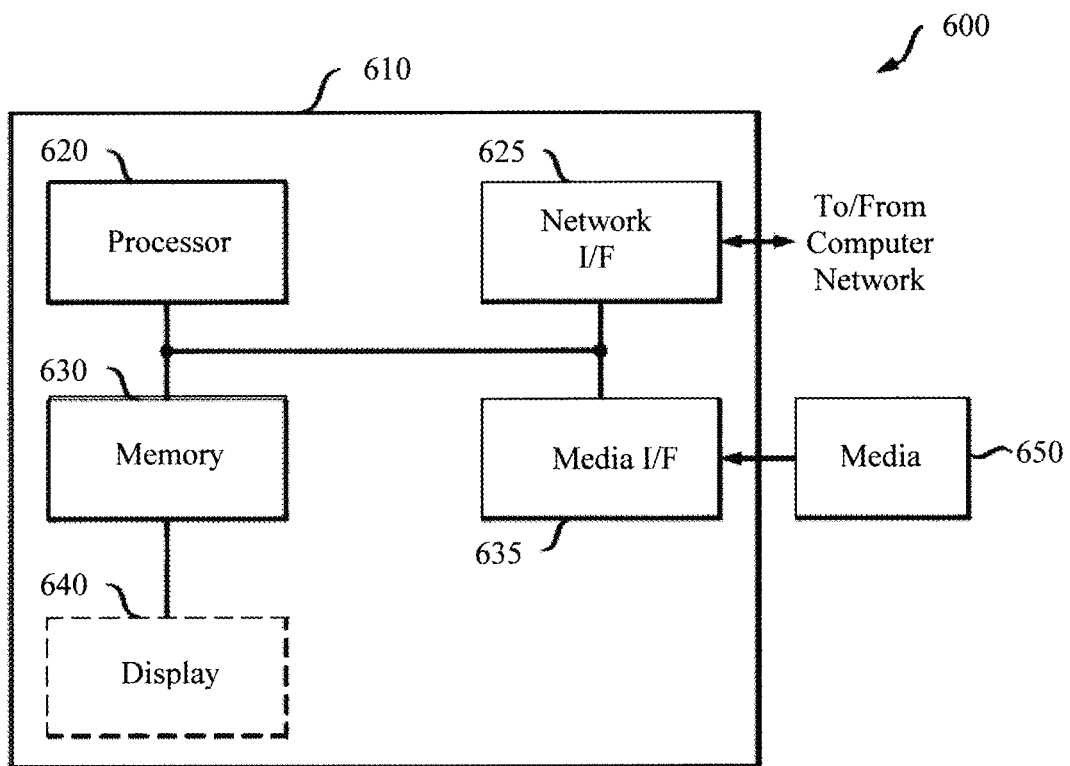 600
610
620
Processor
625
Network
I/F
To/From
Computer
Network
630
Memory
Media I/F
635
Media
650
640
Display